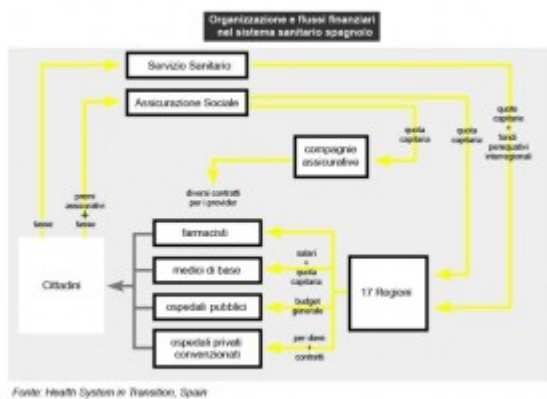 Organizzazione e flussi finanziari
nel sistema sanitario spagnolo
Servizio Sanitario
Assicurazione Sociale
quota
capitaria
quota
capitaria
quota
capitaria
+
fondi
perequativi
interregionali
compagnie
assicurative
diversi contratti
per i provider
premi
assicurativi
+
tasse
tasse
farmacisti
medici di base
ospedali pubblici
ospedali privati
convenzionati
salari
+
quota
capitaria
budget
generale
per diem
+
contratti
Cittadini
17 Regioni
Fonte: Health System in Transition, Spain